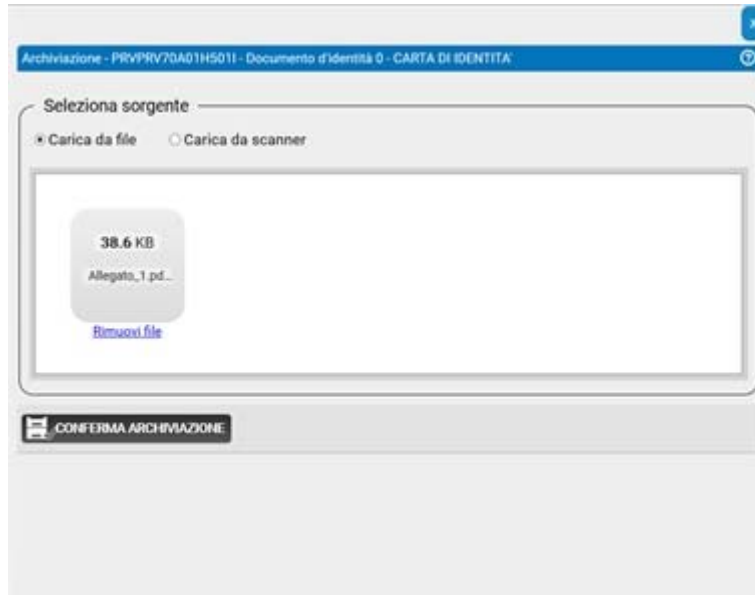 Archiviazione - PRVPRV70A01H501I - Documento d'identità 0 - CARTA DI IDENTITA'
Seleziona sorgente
Carica da file Carica da scanner
38.6 KB
Allegato_1.pd...
Rimuovi file
CONFERMA ARCHIVIAZIONE